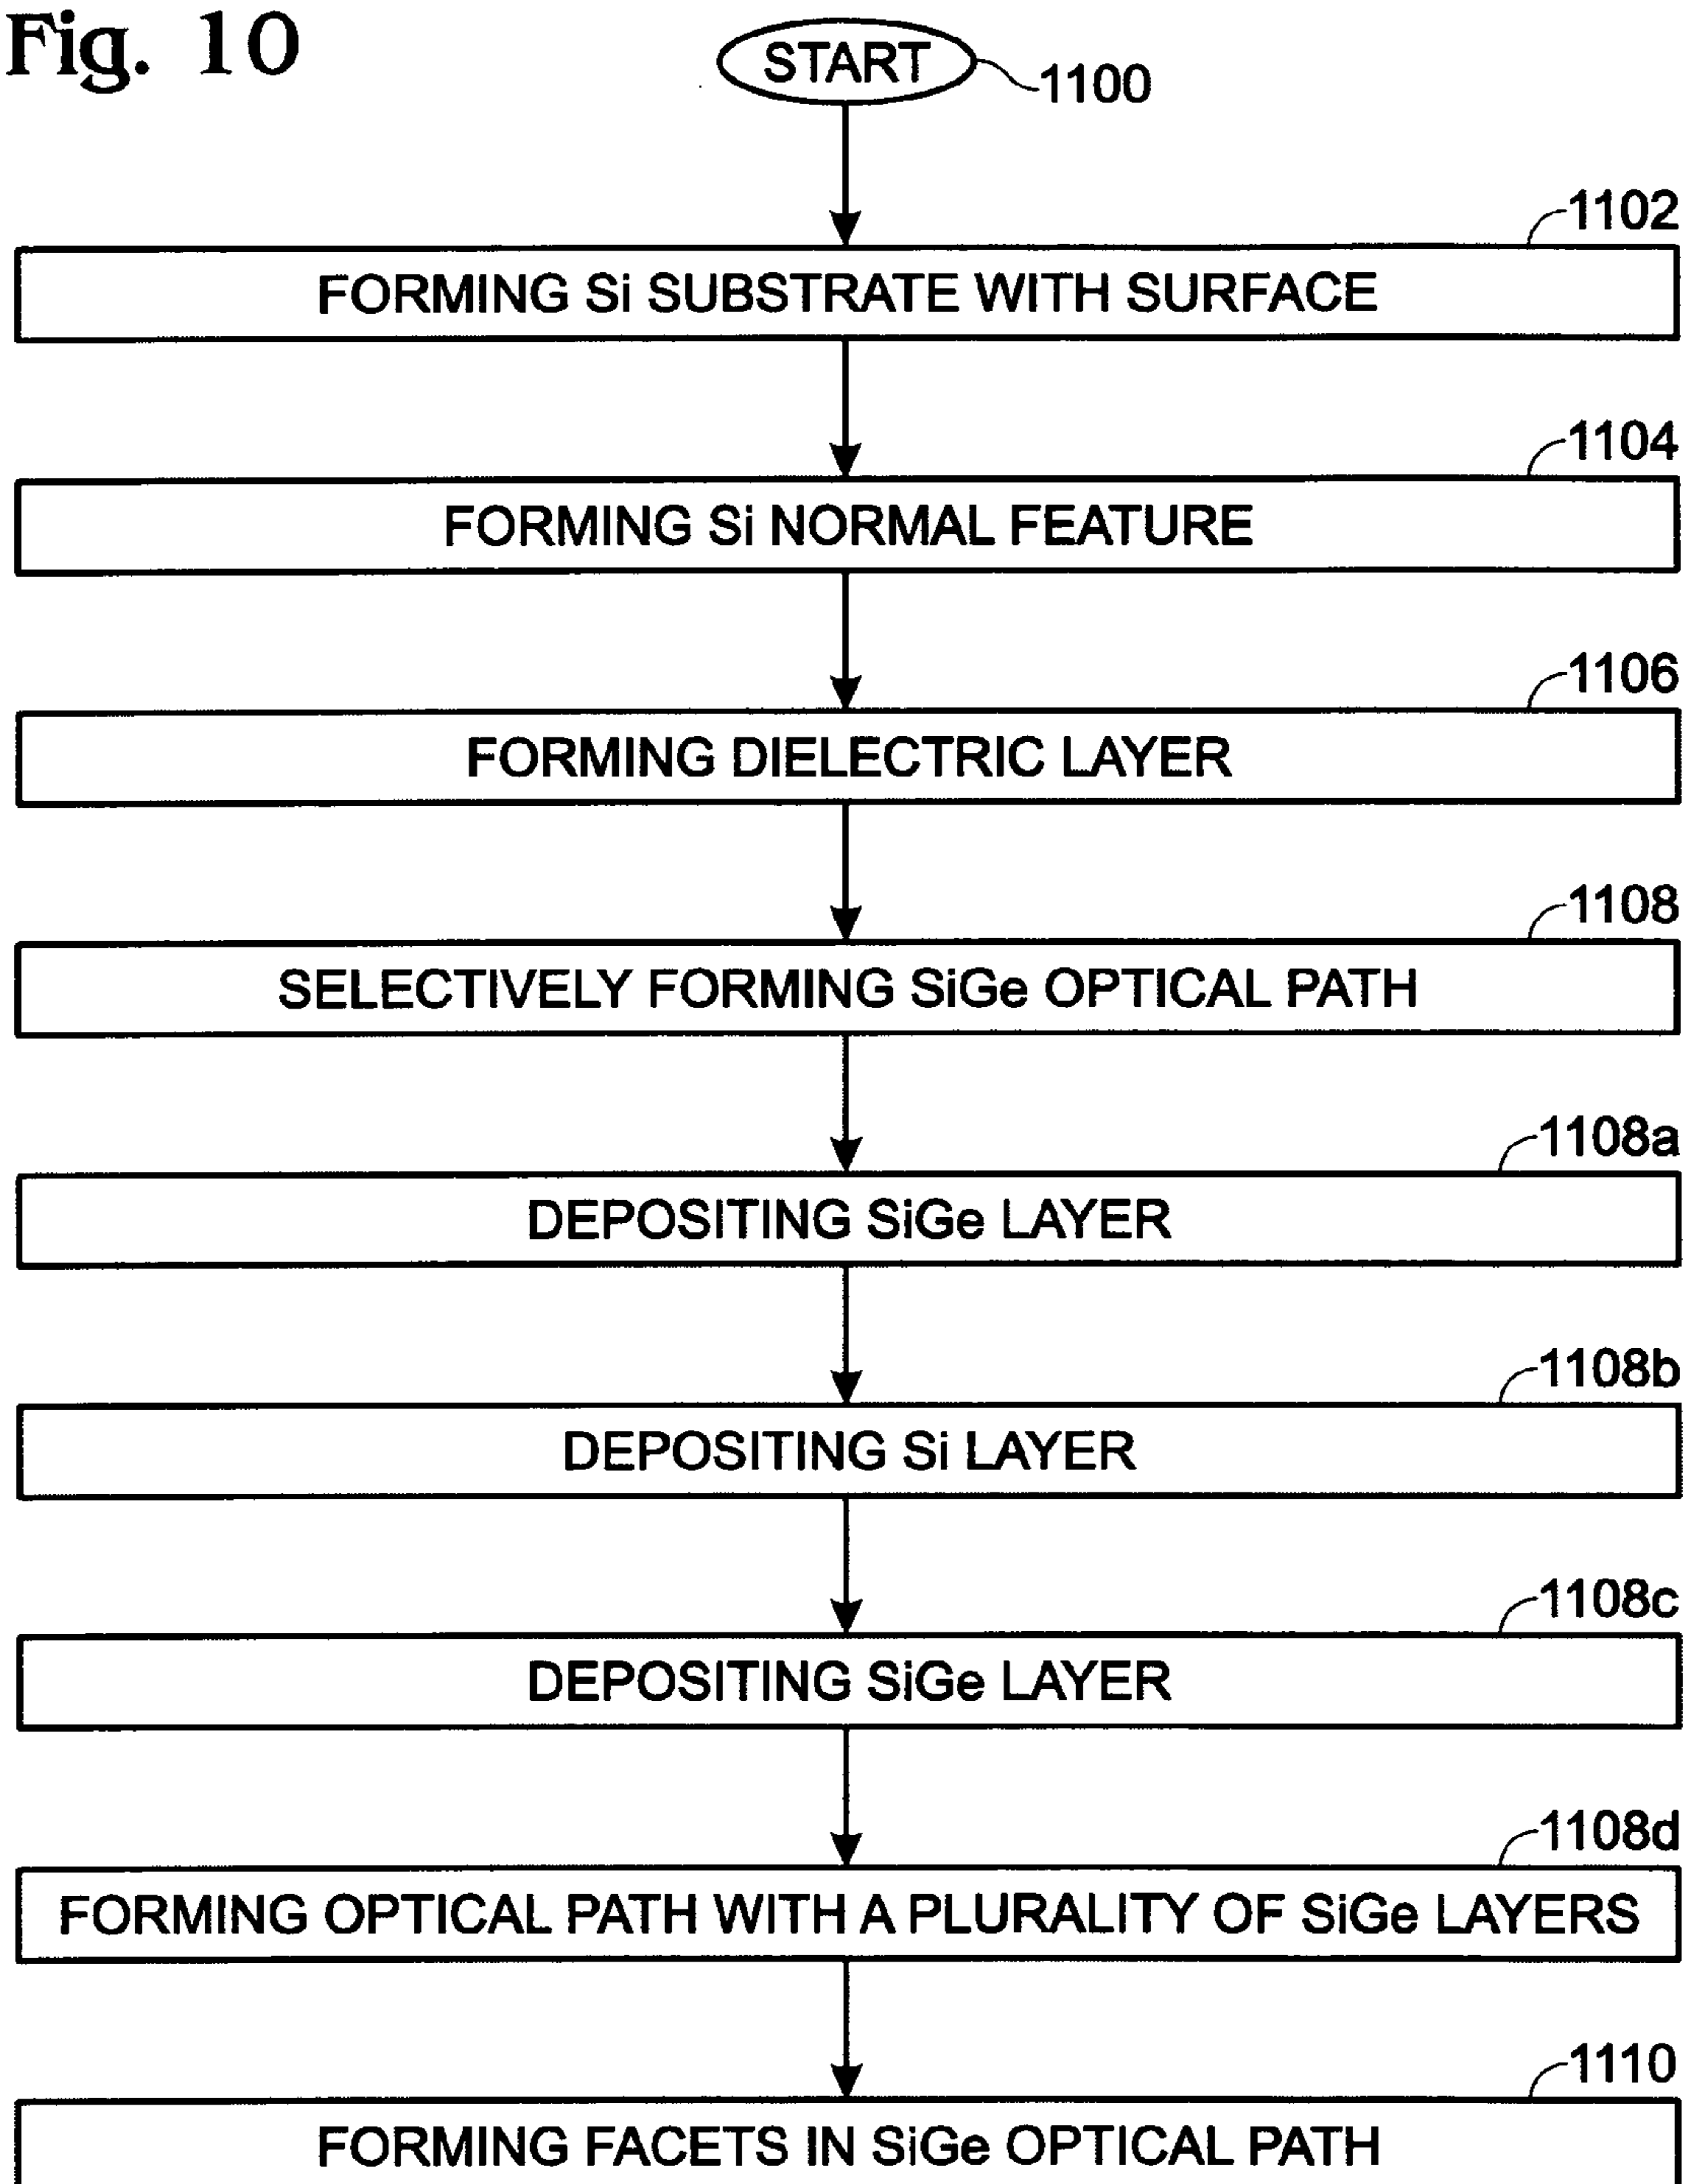 Fig. 10
START
1100
1102
FORMING Si SUBSTRATE WITH SURFACE
1104
FORMING Si NORMAL FEATURE
1106
FORMING DIELECTRIC LAYER
1108
SELECTIVELY FORMING SiGe OPTICAL PATH
1108a
DEPOSITING SiGe LAYER
1108b
DEPOSITING Si LAYER
1108c
DEPOSITING SiGe LAYER
1108d
FORMING OPTICAL PATH WITH A PLURALITY OF SiGe LAYERS
1110
FORMING FACETS IN SiGe OPTICAL PATH